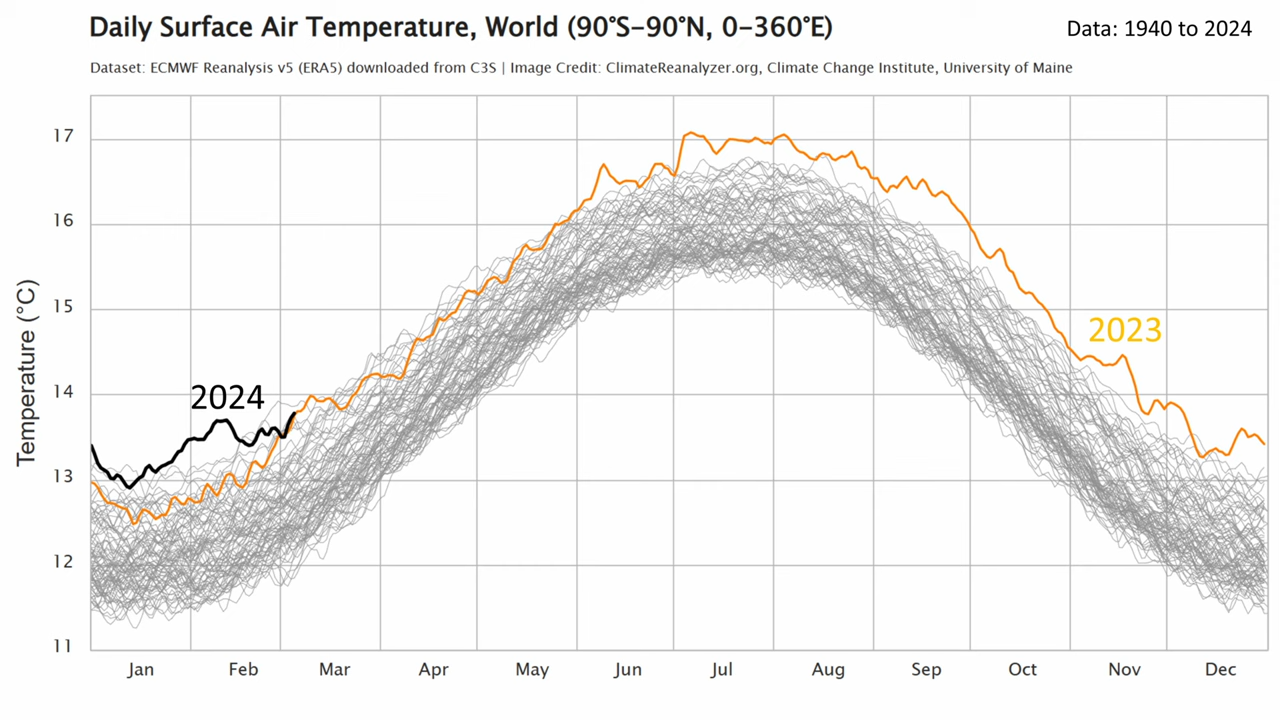 Daily Surface Air Temperature, World (90°S–90°N, 0–360°E)
Data: 1940 to 2024
Dataset: ECMWF Reanalysis v5 (ERA5) downloaded from C3S | Image Credit: ClimateReanalyzer.org, Climate Change Institute, University of Maine
Temperature (°C)
17
16
15
14
13
12
11
2024
2023
Jan Feb Mar Apr May Jun Jul Aug Sep Oct Nov Dec